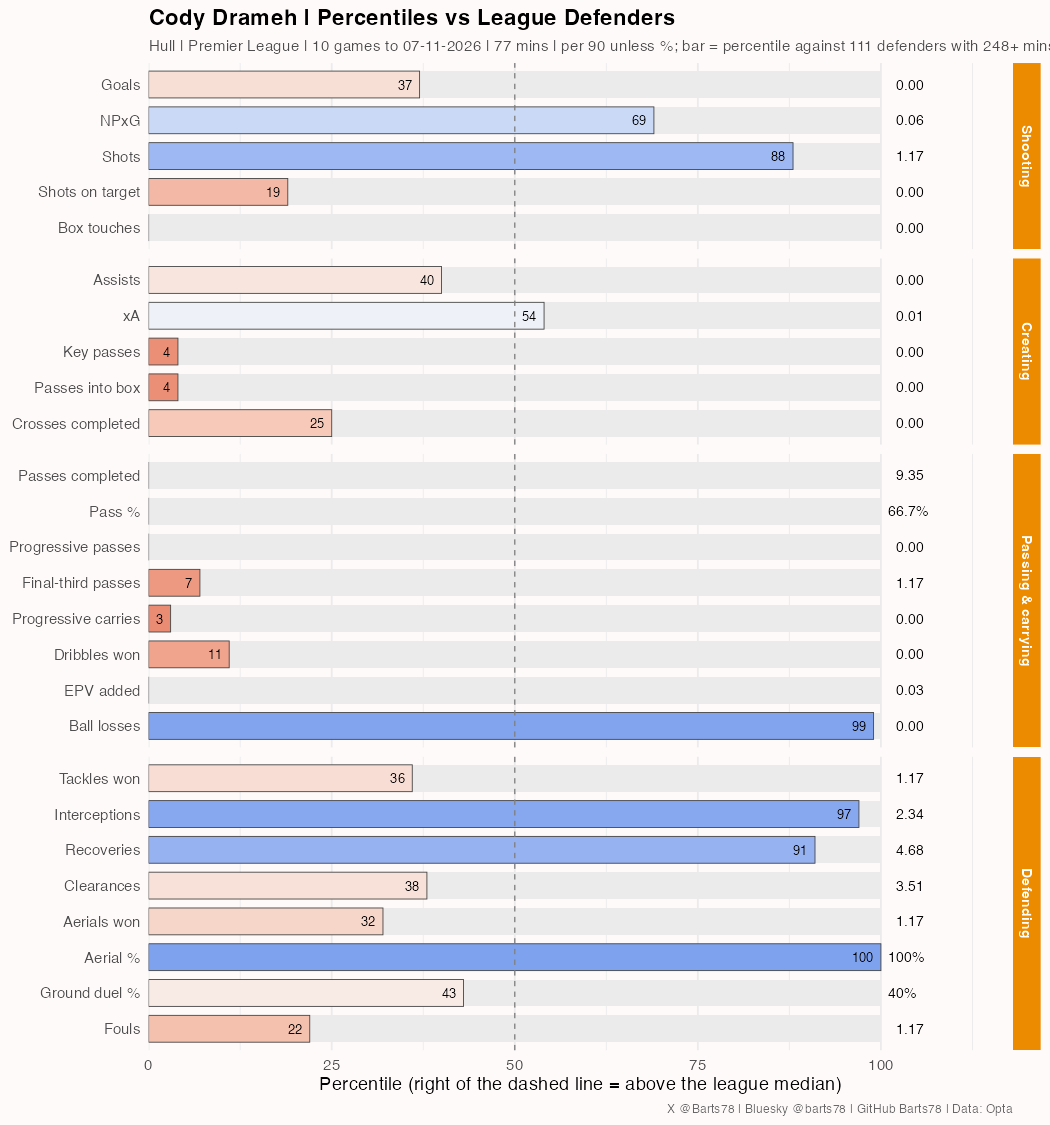 Cody Drameh | Percentiles vs League Defenders
Hull | Premier League | 10 games to 07-11-2026 | 77 mins | per 90 unless %; bar = percentile against 111 defenders with 248+ mins
Goals 37 0.00
NPxG 69 0.06
Shots 88 1.17
Shots on target 19 0.00
Box touches 0.00
Shooting
Assists 40 0.00
xA 54 0.01
Key passes 4 0.00
Passes into box 4 0.00
Crosses completed 25 0.00
Creating
Passes completed 9.35
Pass % 66.7%
Progressive passes 0.00
Final-third passes 7 1.17
Progressive carries 3 0.00
Dribbles won 11 0.00
EPV added 0.03
Ball losses 99 0.00
Passing & carrying
Tackles won 36 1.17
Interceptions 97 2.34
Recoveries 91 4.68
Clearances 38 3.51
Aerials won 32 1.17
Aerial % 100 100%
Ground duel % 43 40%
Fouls 22 1.17
Defending
0 25 50 75 100
Percentile (right of the dashed line = above the league median)
X @Barts78 | Bluesky @barts78 | GitHub Barts78 | Data: Opta